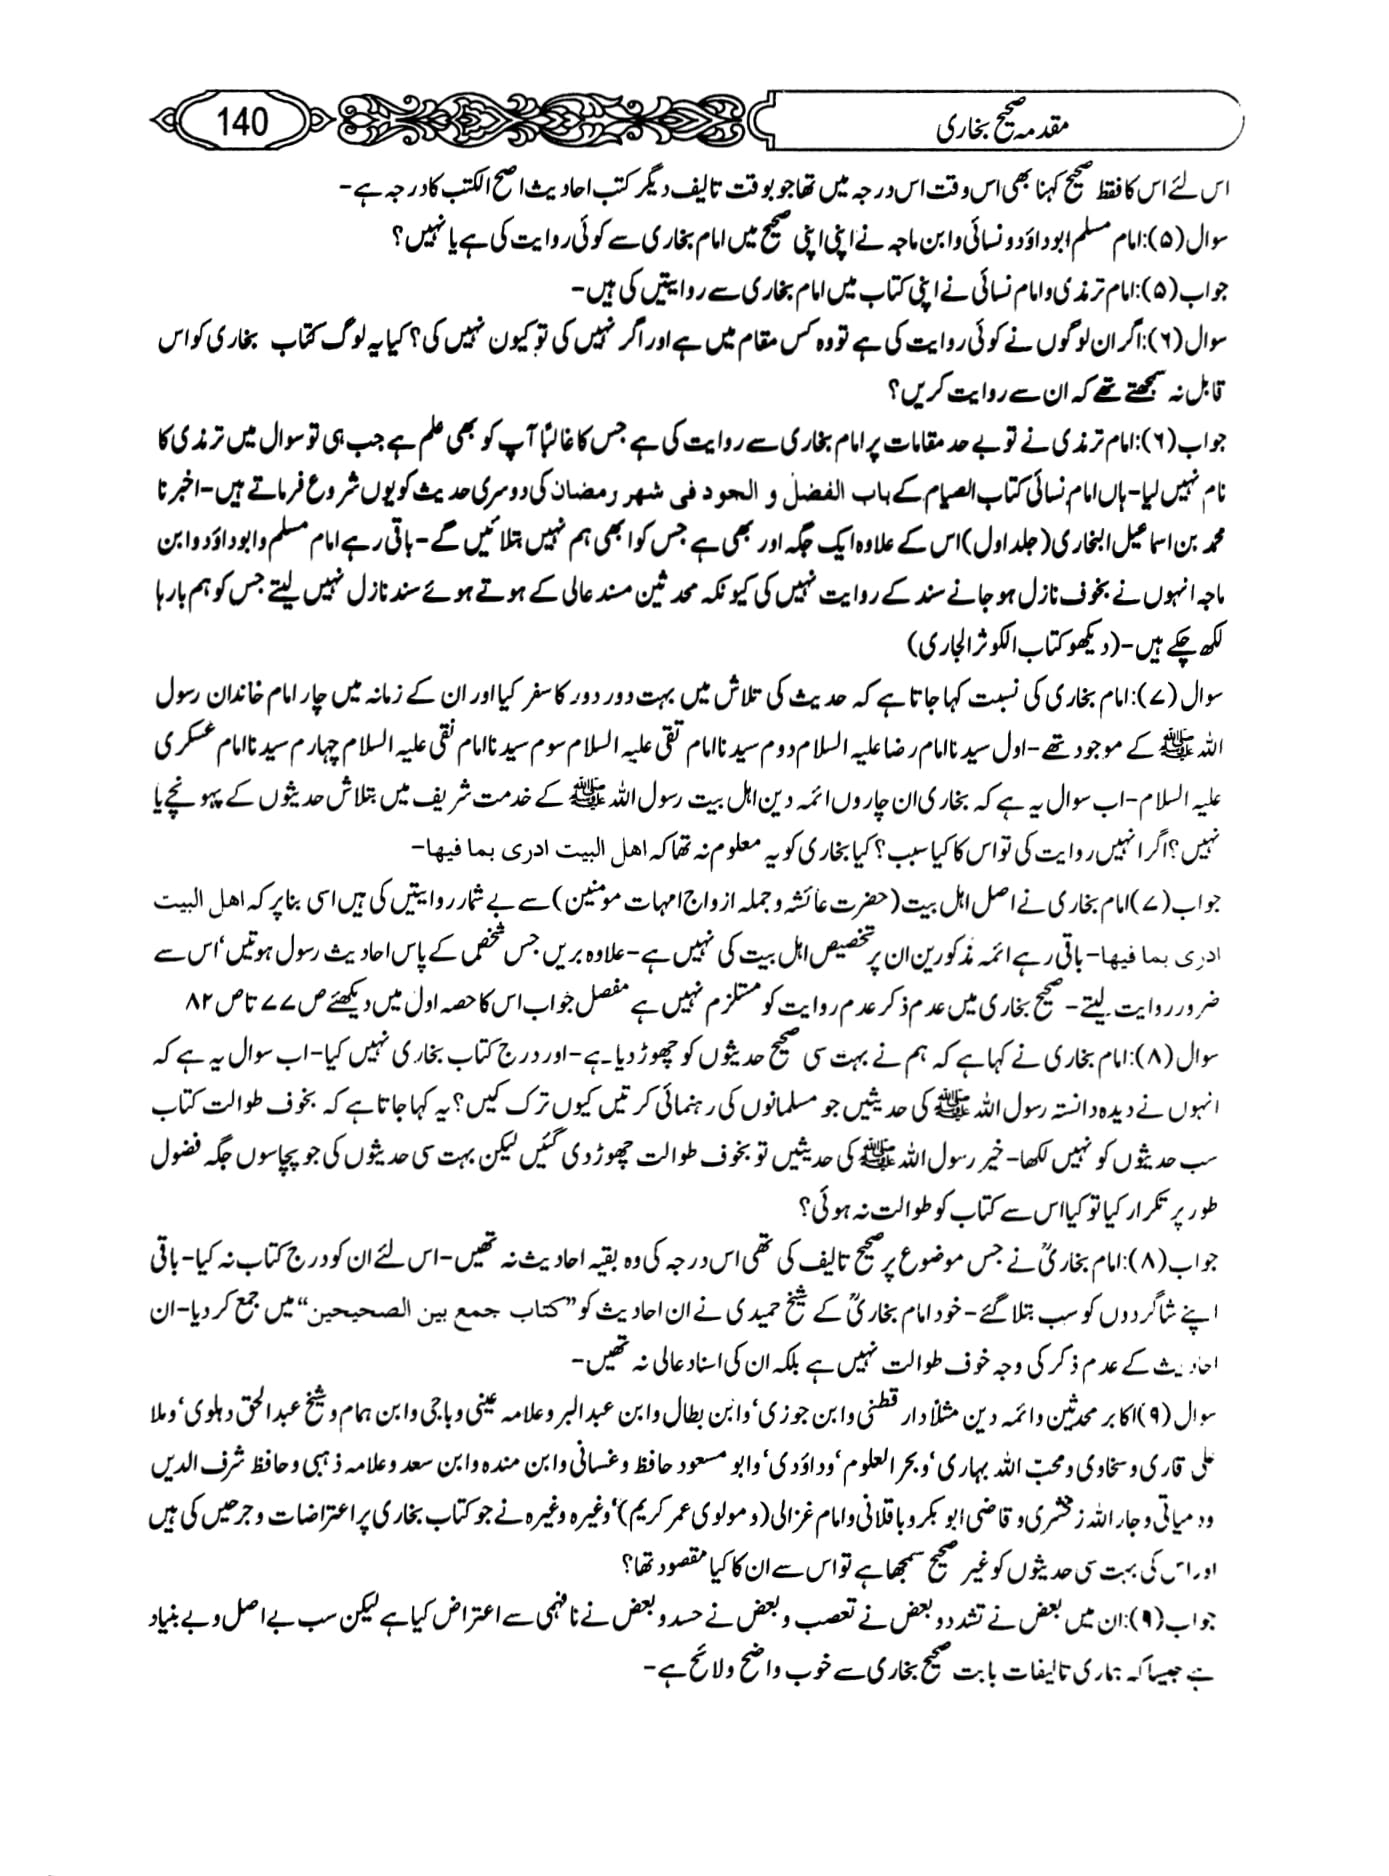 مقدمہ صحیح بخاری
140
اس لئے اس کا فقط صحیح کہنا بھی اس وقت اس درجہ میں تھا جو بوقت تالیف دیگر کتب احادیث اصح الکتب کا درجہ ہے-
سوال (۵):امام مسلم ابوداؤد ونسائی وابن ماجہ نے اپنی اپنی صحیح میں امام بخاری سے کوئی روایت کی ہے یا نہیں؟
جواب (۵):امام ترمذی وامام نسائی نے اپنی کتاب میں امام بخاری سے روایتیں کی ہیں-
سوال (۶):اگر ان لوگوں نے کوئی روایت کی ہے تو وہ کس مقام میں ہے اور اگر نہیں کی تو کیوں نہیں کی؟ کیا یہ لوگ کتاب بخاری کو اس
قابل نہ سمجھتے تھے کہ ان سے روایت کریں؟
جواب (۶):امام ترمذی نے تو بے حد مقامات پر امام بخاری سے روایت کی ہے جس کا غالباً آپ کو بھی علم ہے جب ہی تو سوال میں ترمذی کا
نام نہیں لیا-ہاں امام نسائی کتاب الصیام کے باب الفضل و الجود فی شھر رمضان کی دوسری حدیث کو یوں شروع فرماتے ہیں-اخبرنا
محمد بن اسماعیل البخاری (جلد اول) اس کے علاوہ ایک جگہ اور بھی ہے جس کو ابھی ہم نہیں بتلائیں گے-باقی رہے امام مسلم وابوداؤد وابن
ماجہ انہوں نے بخوف نازل ہو جانے سند کے روایت نہیں کی کیونکہ محدثین مسند عالی کے ہوتے ہوئے سند نازل نہیں لیتے جس کو ہم بارہا
لکھ چکے ہیں-(دیکھو کتاب الکوثر الجاری)
سوال (۷):امام بخاری کی نسبت کہا جاتا ہے کہ حدیث کی تلاش میں بہت دور دور کا سفر کیا اور ان کے زمانہ میں چار امام خاندان رسول
اللہ ﷺ کے موجود تھے-اول سیدنا امام رضا علیہ السلام دوم سیدنا امام تقی علیہ السلام سوم سیدنا امام نقی علیہ السلام چہارم سیدنا امام عسکری
علیہ السلام-اب سوال یہ ہے کہ بخاری ان چاروں ائمہ دین اہل بیت رسول اللہ ﷺ کے خدمت شریف میں بتلاش حدیثوں کے پہونچے یا
نہیں؟ اگر انہیں روایت کی تو اس کا کیا سبب؟ کیا بخاری کو یہ معلوم نہ تھا کہ اھل البیت ادری بما فیھا-
جواب (۷) امام بخاری نے اصل اہل بیت (حضرت عائشہ وجملہ ازواج امہات مومنین) سے بے شمار روایتیں کی ہیں اسی بنا پر کہ اھل البیت
ادری بما فیھا-باقی رہے ائمہ مذکورین ان پر تخصیص اہل بیت کی نہیں ہے-علاوہ بریں جس شخص کے پاس احادیث رسول ہوتیں' اس سے
ضرور روایت لیتے-صحیح بخاری میں عدم ذکر عدم روایت کو مستلزم نہیں ہے مفصل جواب اس کا حصہ اول میں دیکھئے ص ۷۷ تا ص ۸۲
سوال (۸):امام بخاری نے کہا ہے کہ ہم نے بہت سی صحیح حدیثوں کو چھوڑ دیا ہے-اور درج کتاب بخاری نہیں کیا-اب سوال یہ ہے کہ
انہوں نے دیدہ دانستہ رسول اللہ ﷺ کی حدیثیں جو مسلمانوں کی رہنمائی کرتیں کیوں ترک کیں؟ یہ کہا جاتا ہے کہ بخوف طوالت کتاب
سب حدیثوں کو نہیں لکھا-خیر رسول اللہ ﷺ کی حدیثیں تو بخوف طوالت چھوڑ دی گئیں لیکن بہت سی حدیثوں کی جو پچاسوں جگہ فضول
طور پر تکرار کیا تو کیا اس سے کتاب کو طوالت نہ ہوئی؟
جواب (۸):امام بخاریؒ نے جس موضوع پر صحیح تالیف کی تھی اس درجہ کی وہ بقیہ احادیث نہ تھیں-اس لئے ان کو درج کتاب نہ کیا-باقی
اپنے شاگردوں کو سب بتلا گئے-خود امام بخاریؒ کے شیخ حمیدی نے ان احادیث کو ”کتاب جمع بین الصحیحین“ میں جمع کر دیا-ان
احادیث کے عدم ذکر کی وجہ خوف طوالت نہیں ہے بلکہ ان کی اسناد عالی نہ تھیں-
سوال (۹) اکابر محدثین وائمہ دین مثلاً دار قطنی وابن جوزی' وابن بطال وابن عبدالبر وعلامہ عینی وباجی وابن ہمام وشیخ عبدالحق دہلوی' وملا
علی قاری وسخاوی ومحب اللہ بہاری' وبحر العلوم' وداؤدی' وابو مسعود حافظ وغسانی وابن مندہ وابن سعد وعلامہ ذہبی وحافظ شرف الدین
ودمیاتی وجار اللہ زمخشری وقاضی ابو بکر وباقلانی وامام غزالی (ومولوی عمر کریم)' وغیرہ وغیرہ نے جو کتاب بخاری پر اعتراضات وجرحیں کی ہیں
اور اس کی بہت سی حدیثوں کو غیر صحیح سمجھا ہے تو اس سے ان کا کیا مقصود تھا؟
جواب (۹):ان میں بعض نے تشدد وبعض نے تعصب وبعض نے حسد وبعض نے نافہمی سے اعتراض کیا ہے لیکن سب بے اصل وبے بنیاد
ہے جیسا کہ ہماری تالیفات بابت صحیح بخاری سے خوب واضح ولائح ہے-